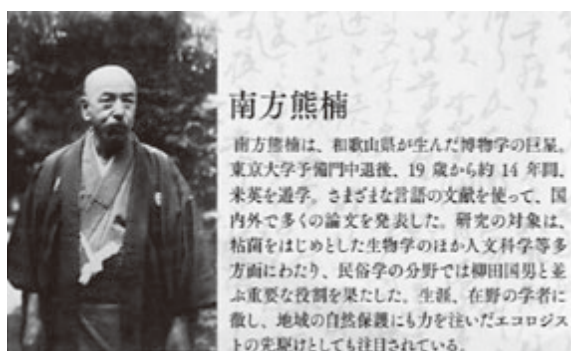 南方熊楠
南方熊楠は、和歌山県が生んだ博物学の巨星。
東京大学予備門中退後、19 歳から約 14 年間、
米英を遊学。さまざまな言語の文献を使って、国
内外で多くの論文を発表した。研究の対象は、
粘菌をはじめとした生物学のほか人文科学等多
方面にわたり、民俗学の分野では柳田国男と並
ぶ重要な役割を果たした。生涯、在野の学者に
徹し、地域の自然保護にも力を注いだエコロジス
トの先駆けとしても注目されている。